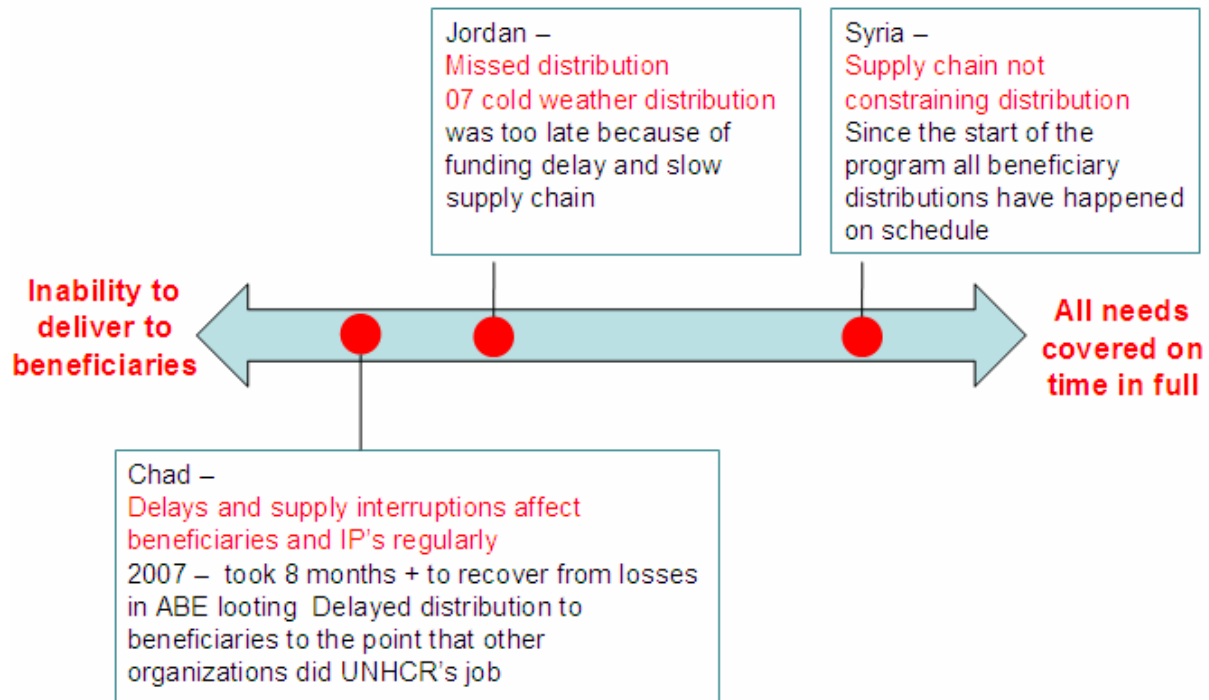 Jordan –
Missed distribution
07 cold weather distribution
was too late because of
funding delay and slow
supply chain
Syria –
Supply chain not
constraining distribution
Since the start of the
program all beneficiary
distributions have happened
on schedule
Inability to
deliver to
beneficiaries
All needs
covered on
time in full
Chad –
Delays and supply interruptions affect
beneficiaries and IP's regularly
2007 –  took 8 months + to recover from losses
in ABE looting  Delayed distribution to
beneficiaries to the point that other
organizations did UNHCR's job